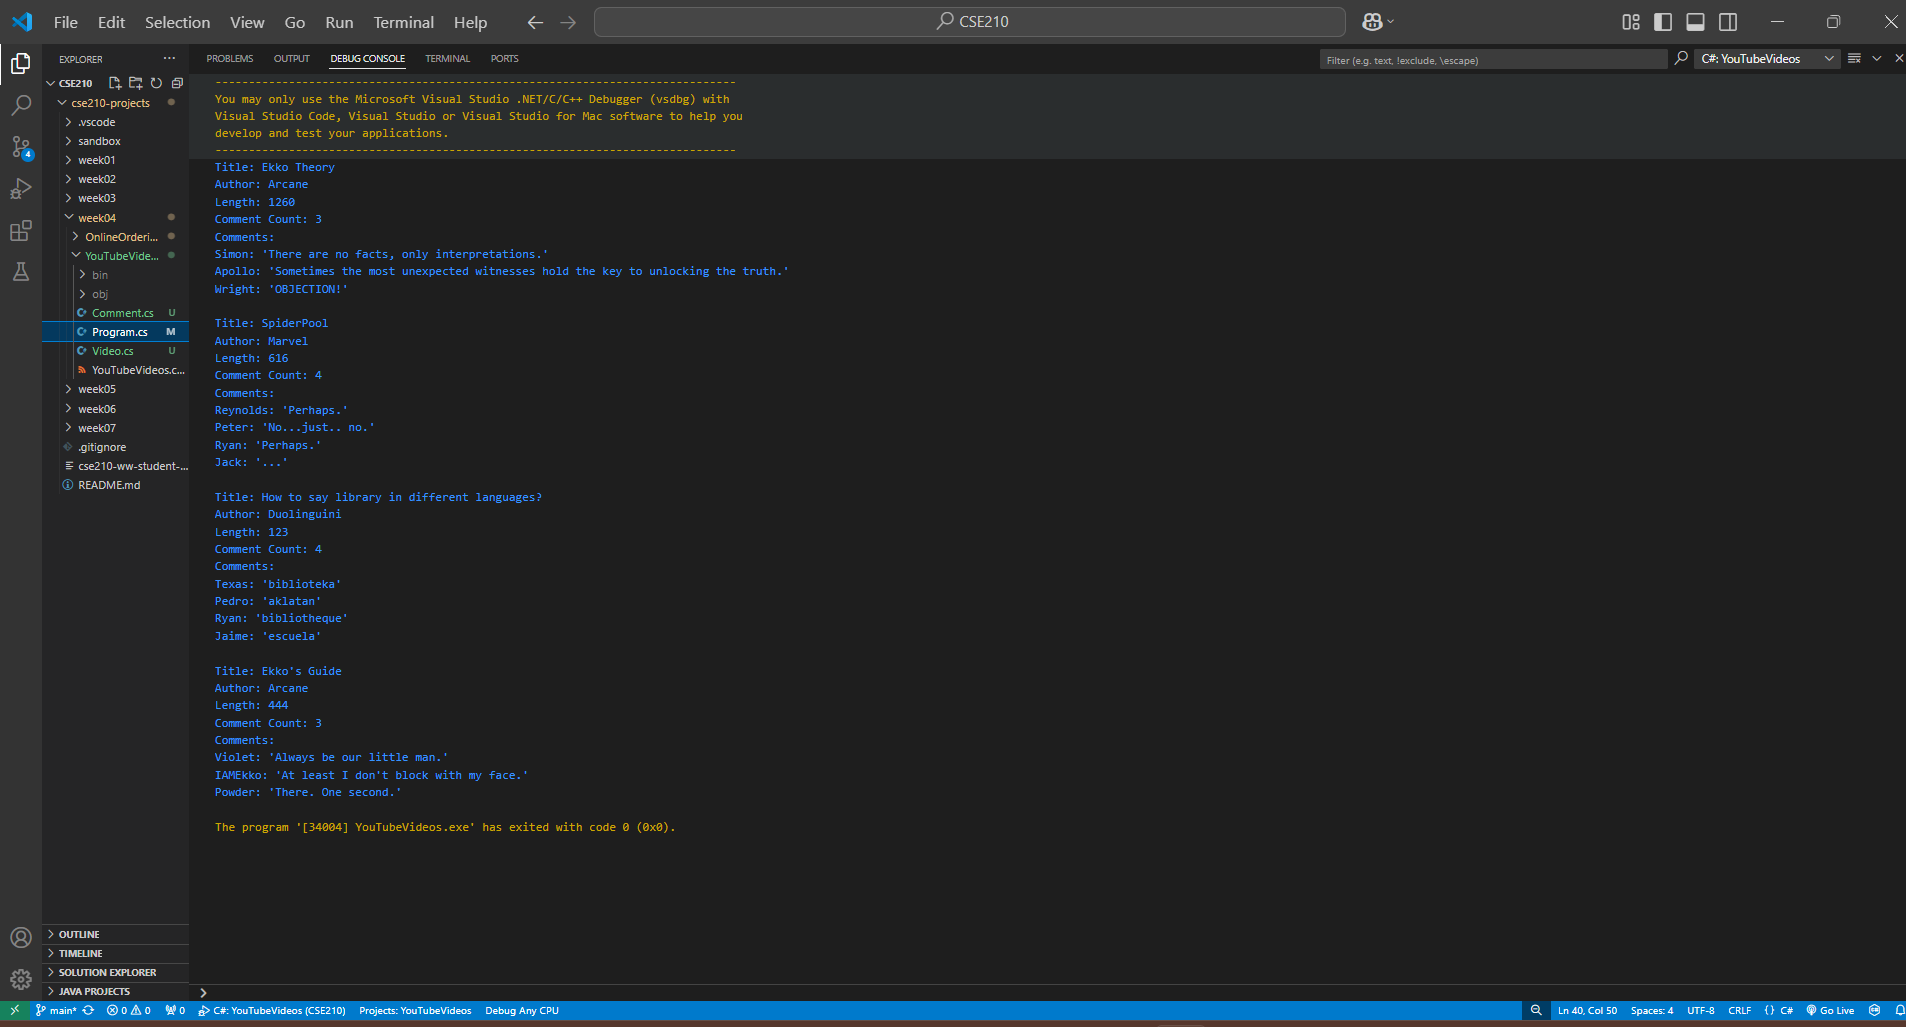 File Edit Selection View Go Run Terminal Help
CSE210
EXPLORER
CSE210
cse210-projects
.vscode
sandbox
week01
week02
week03
week04
OnlineOrderi...
YouTubeVide...
bin
obj
Comment.cs U
Program.cs M
Video.cs U
YouTubeVideos.c...
week05
week06
week07
.gitignore
cse210-ww-student-...
README.md
OUTLINE
TIMELINE
SOLUTION EXPLORER
JAVA PROJECTS
4
PROBLEMS OUTPUT DEBUG CONSOLE TERMINAL PORTS
Filter (e.g. text, !exclude, \escape)
C#: YouTubeVideos
------------------------------------------------------------------------------
You may only use the Microsoft Visual Studio .NET/C/C++ Debugger (vsdbg) with
Visual Studio Code, Visual Studio or Visual Studio for Mac software to help you
develop and test your applications.
------------------------------------------------------------------------------
Title: Ekko Theory
Author: Arcane
Length: 1260
Comment Count: 3
Comments:
Simon: 'There are no facts, only interpretations.'
Apollo: 'Sometimes the most unexpected witnesses hold the key to unlocking the truth.'
Wright: 'OBJECTION!'
Title: SpiderPool
Author: Marvel
Length: 616
Comment Count: 4
Comments:
Reynolds: 'Perhaps.'
Peter: 'No...just.. no.'
Ryan: 'Perhaps.'
Jack: '...'
Title: How to say library in different languages?
Author: Duolinguini
Length: 123
Comment Count: 4
Comments:
Texas: 'biblioteka'
Pedro: 'aklatan'
Ryan: 'bibliotheque'
Jaime: 'escuela'
Title: Ekko's Guide
Author: Arcane
Length: 444
Comment Count: 3
Comments:
Violet: 'Always be our little man.'
IAMEkko: 'At least I don't block with my face.'
Powder: 'There. One second.'
The program '[34004] YouTubeVideos.exe' has exited with code 0 (0x0).
main* 0 0 0 C#: YouTubeVideos (CSE210) Projects: YouTubeVideos Debug Any CPU
Ln 40, Col 50 Spaces: 4 UTF-8 CRLF {} C# Go Live